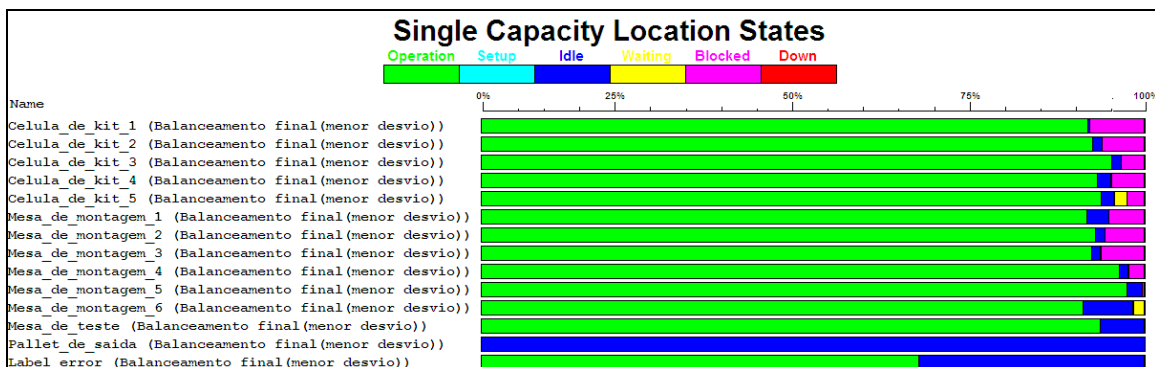 Single Capacity Location States
Operation Setup Idle Waiting Blocked Down
Name 0% 25% 50% 75% 100%
Celula_de_kit_1 (Balanceamento final(menor desvio))
Celula_de_kit_2 (Balanceamento final(menor desvio))
Celula_de_kit_3 (Balanceamento final(menor desvio))
Celula_de_kit_4 (Balanceamento final(menor desvio))
Celula_de_kit_5 (Balanceamento final(menor desvio))
Mesa_de_montagem_1 (Balanceamento final(menor desvio))
Mesa_de_montagem_2 (Balanceamento final(menor desvio))
Mesa_de_montagem_3 (Balanceamento final(menor desvio))
Mesa_de_montagem_4 (Balanceamento final(menor desvio))
Mesa_de_montagem_5 (Balanceamento final(menor desvio))
Mesa_de_montagem_6 (Balanceamento final(menor desvio))
Mesa_de_teste (Balanceamento final(menor desvio))
Pallet_de_saida (Balanceamento final(menor desvio))
Label error (Balanceamento final(menor desvio))